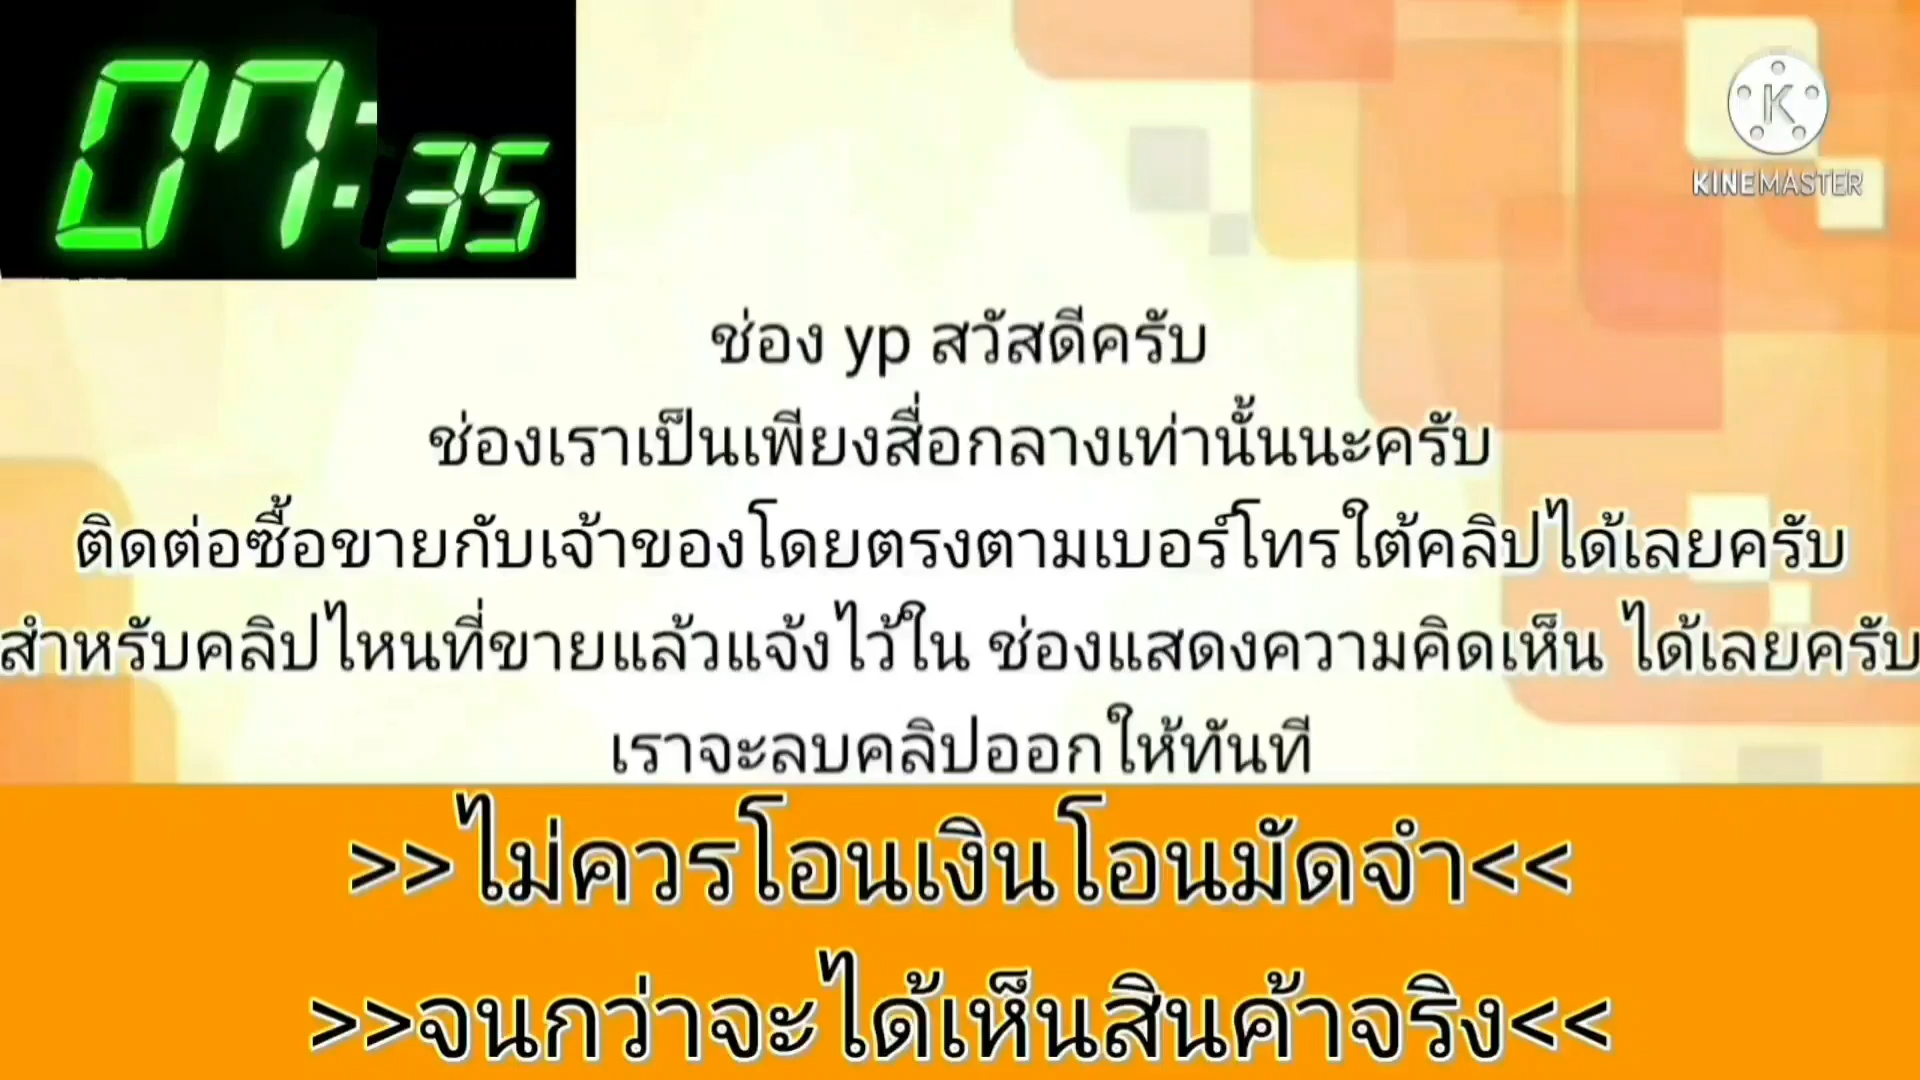 07:35
K
KINEMASTER
ช่อง yp สวัสดีครับ
ช่องเราเป็นเพียงสื่อกลางเท่านั้นนะครับ
ติดต่อซื้อขายกับเจ้าของโดยตรงตามเบอร์โทรใต้คลิปได้เลยครับ
สำหรับคลิปไหนที่ขายแล้วแจ้งไว้ใน ช่องแสดงความคิดเห็น ได้เลยครับ
เราจะลบคลิปออกให้ทันที
>>ไม่ควรโอนเงินโอนมัดจำ<<
>>จนกว่าจะได้เห็นสินค้าจริง<<